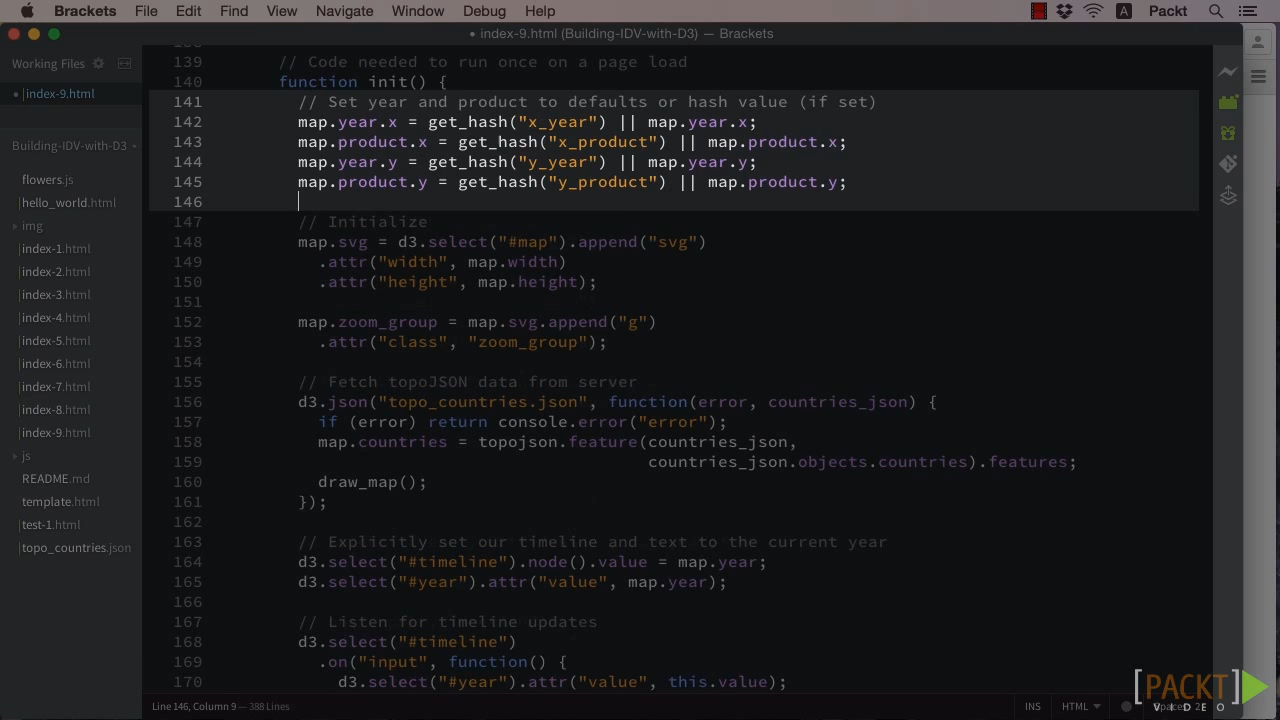 Brackets File Edit Find View Navigate Window Debug Help A Packt
• index-9.html (Building-IDV-with-D3) — Brackets
Working Files
• index-9.html
Building-IDV-with-D3
flowers.js
hello_world.html
img
index-1.html
index-2.html
index-3.html
index-4.html
index-5.html
index-6.html
index-7.html
index-8.html
index-9.html
js
README.md
template.html
test-1.html
topo_countries.json
139 // Code needed to run once on a page load
140 function init() {
141 // Set year and product to defaults or hash value (if set)
142 map.year.x = get_hash("x_year") || map.year.x;
143 map.product.x = get_hash("x_product") || map.product.x;
144 map.year.y = get_hash("y_year") || map.year.y;
145 map.product.y = get_hash("y_product") || map.product.y;
146
147 // Initialize
148 map.svg = d3.select("#map").append("svg")
149 .attr("width", map.width)
150 .attr("height", map.height);
151
152 map.zoom_group = map.svg.append("g")
153 .attr("class", "zoom_group");
154
155 // Fetch topoJSON data from server
156 d3.json("topo_countries.json", function(error, countries_json) {
157 if (error) return console.error("error");
158 map.countries = topojson.feature(countries_json,
159 countries_json.objects.countries).features;
160 draw_map();
161 });
162
163 // Explicitly set our timeline and text to the current year
164 d3.select("#timeline").node().value = map.year;
165 d3.select("#year").attr("value", map.year);
166
167 // Listen for timeline updates
168 d3.select("#timeline")
169 .on("input", function() {
170 d3.select("#year").attr("value", this.value);
Line 146, Column 9 — 388 Lines
INS HTML
[PACKT]
VIDEO